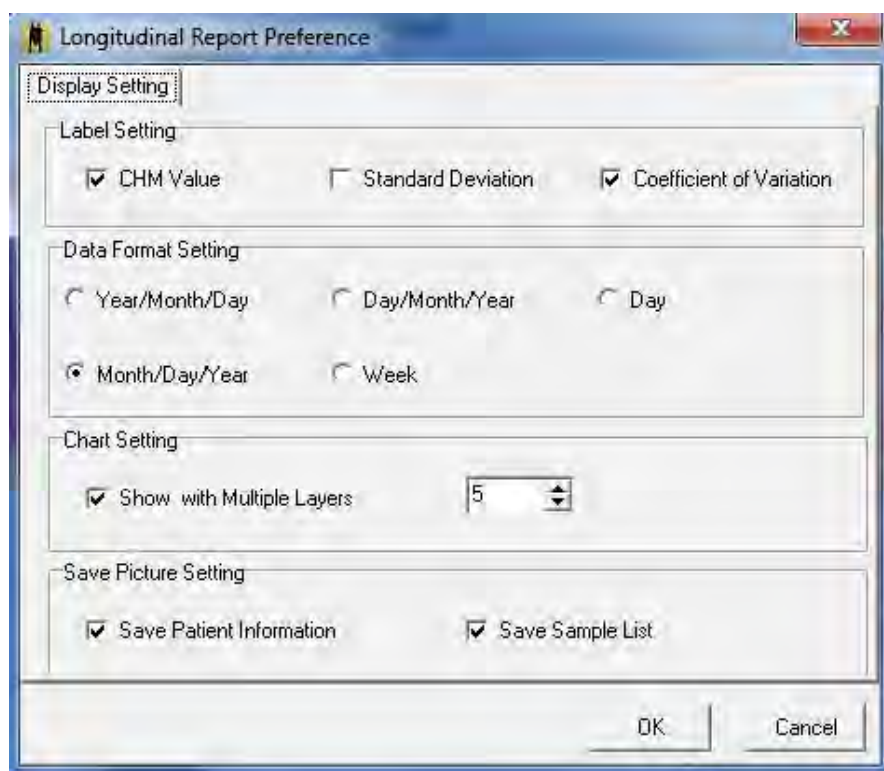 Longitudinal Report Preference
Display Setting
Label Setting
CHM Value Standard Deviation Coefficient of Variation
Data Format Setting
Year/Month/Day Day/Month/Year Day
Month/Day/Year Week
Chart Setting
Show with Multiple Layers 5
Save Picture Setting
Save Patient Information Save Sample List
OK Cancel